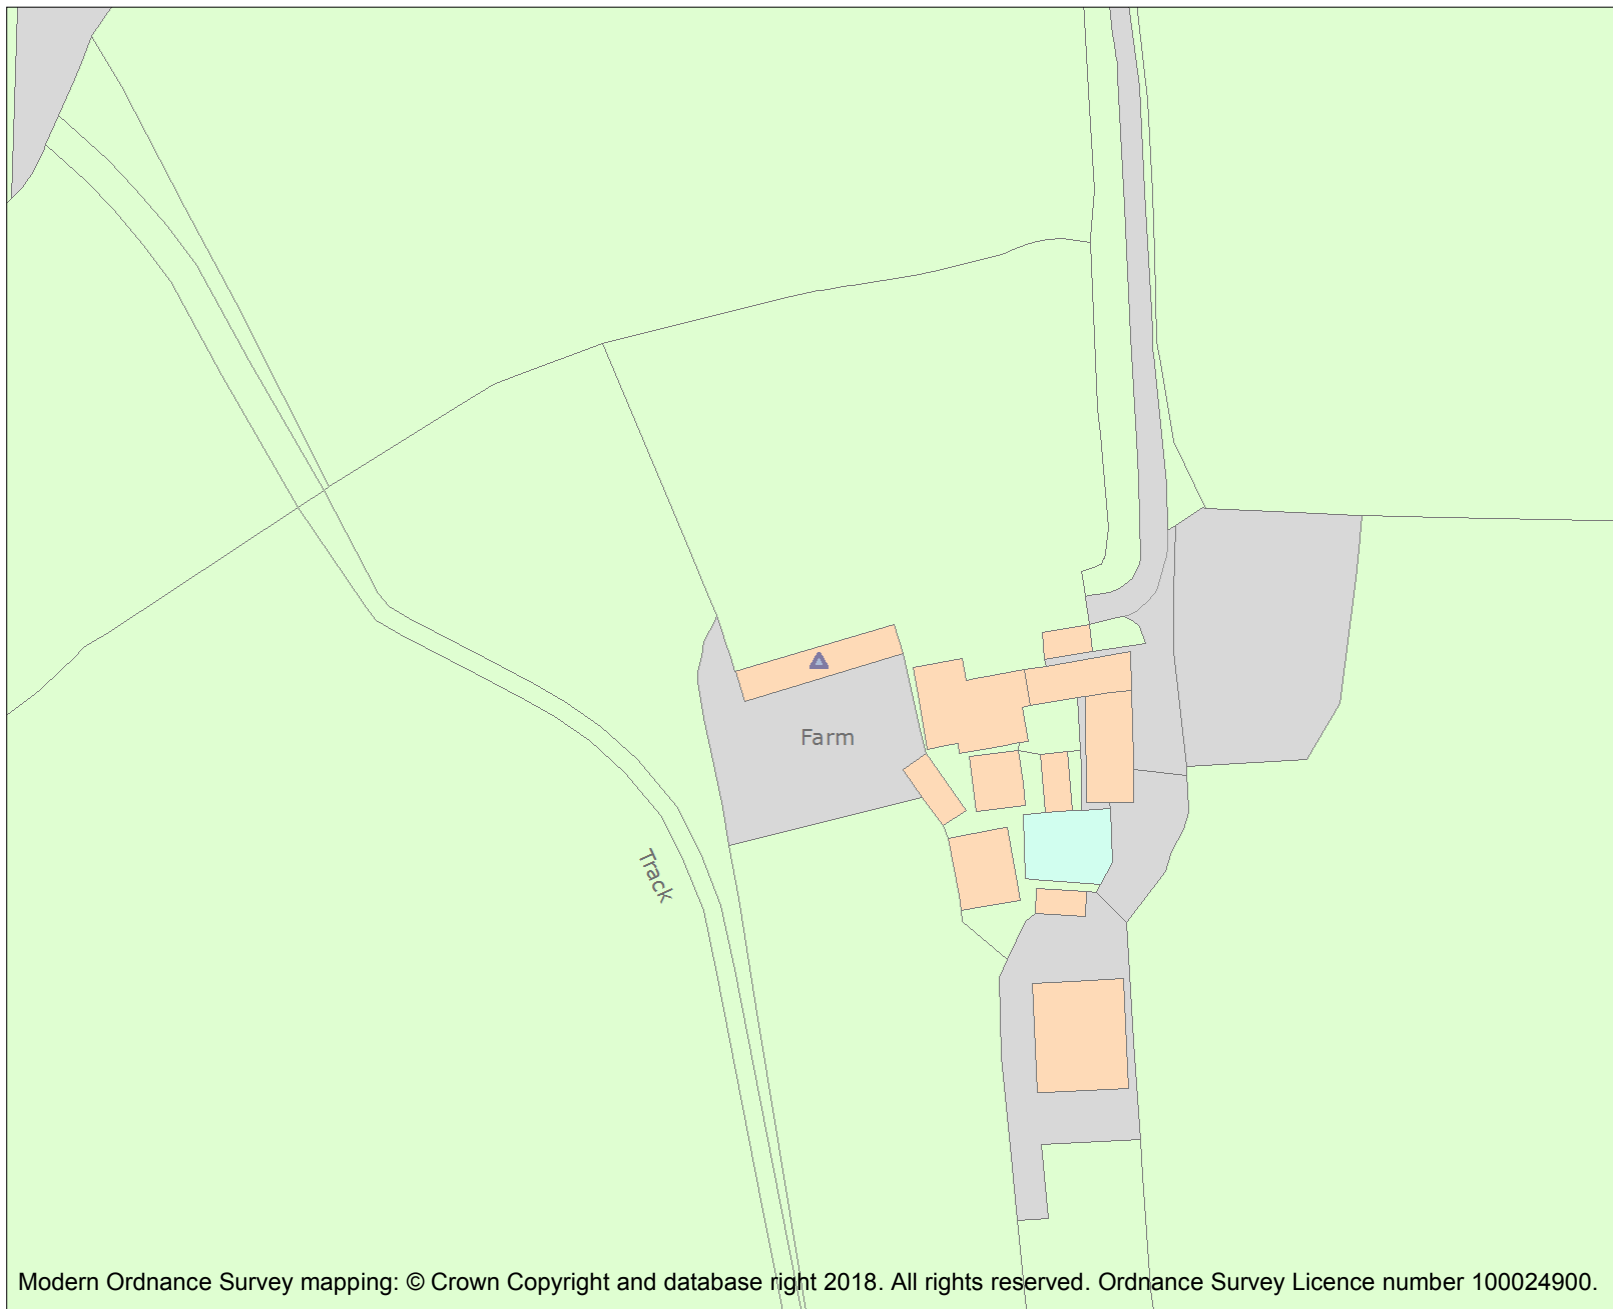 Farm
Track
Modern Ordnance Survey mapping: © Crown Copyright and database right 2018. All rights reserved. Ordnance Survey Licence number 100024900.